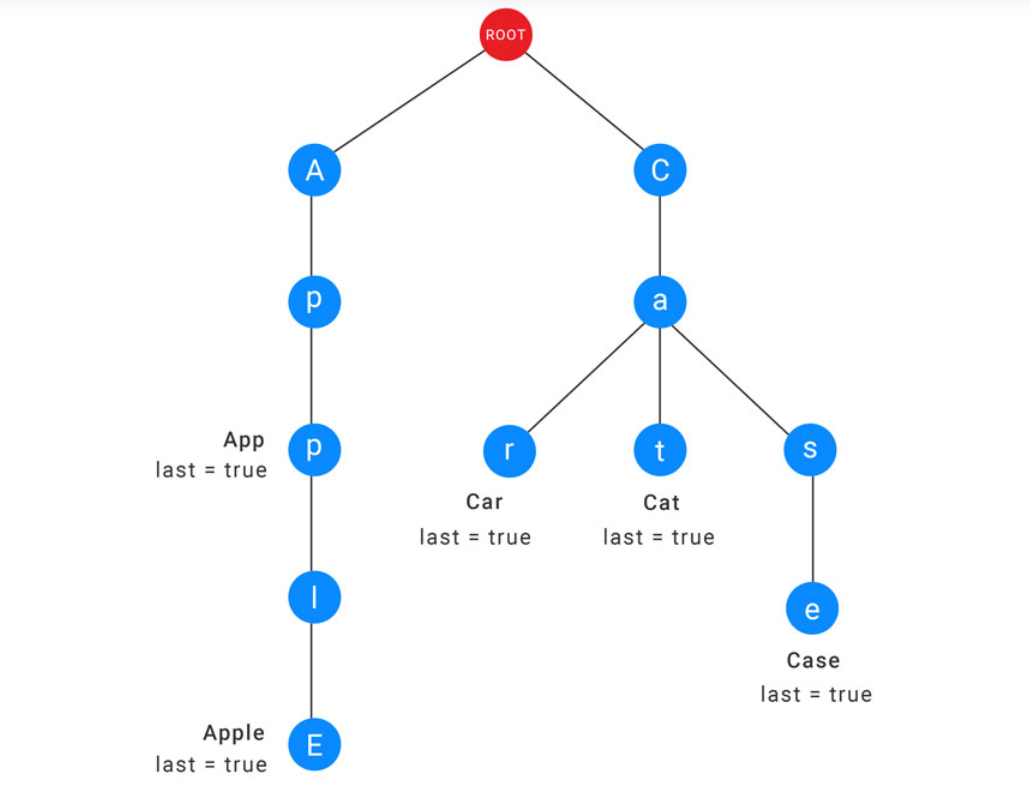 ROOT
A
C
p
a
App
last = true
p
r
t
s
Car
last = true
Cat
last = true
l
e
Case
last = true
Apple
last = true
E